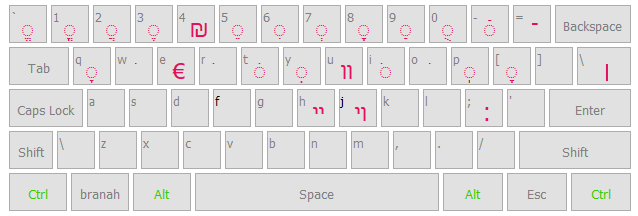 ` 1 2 3 4 ₪ 5 6 7 8 9 0 - = ־ Backspace
Tab q w . e € r . t . y u װ i . o . p [ ] \ ׀
Caps Lock a s d f g h ײ j ױ k l ; ׃ ' Enter
Shift \ z x c v b n m , . / Shift
Ctrl branah Alt Space Alt Esc Ctrl